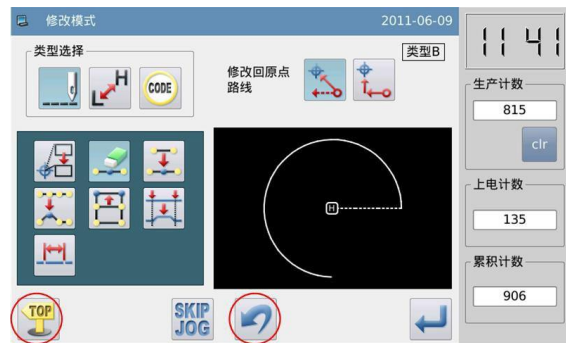 修改模式
2011-06-09
11 41
类型选择
H
CODE
修改回原点
路线
类型B
生产计数
815
clr
上电计数
135
累积计数
906
H
TOP
SKIP
JOG